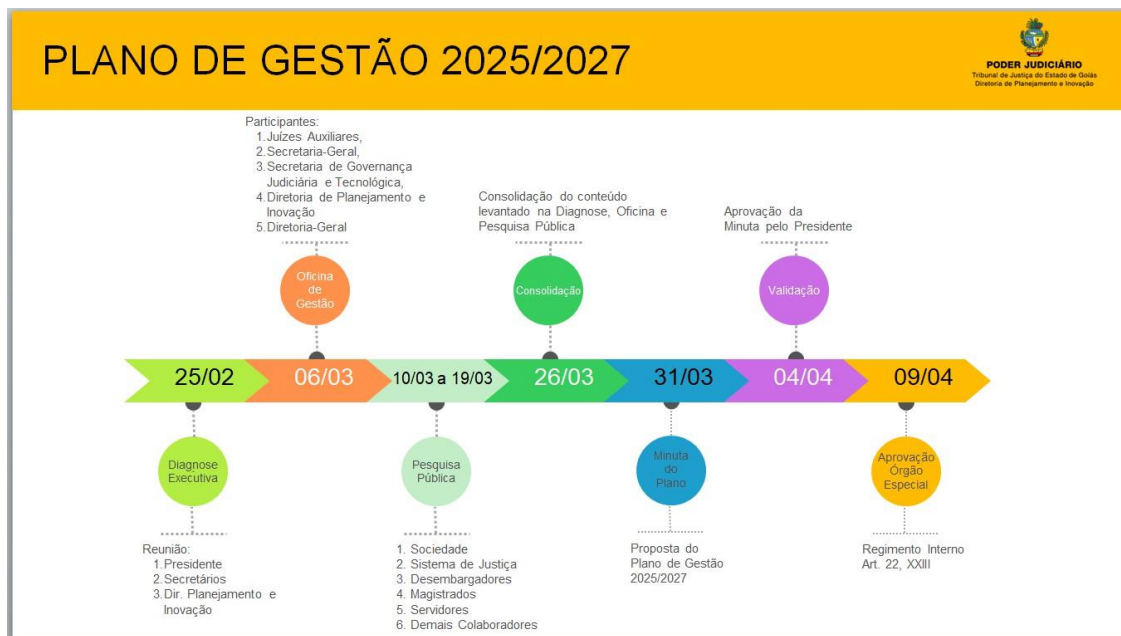 PLANO DE GESTÃO 2025/2027
PODER JUDICIÁRIO
Tribunal de Justiça do Estado de Goiás
Diretoria de Planejamento e Inovação
Participantes:
1. Juízes Auxiliares,
2. Secretaria-Geral,
3. Secretaria de Governança
Judiciária e Tecnológica,
4. Diretoria de Planejamento e
Inovação
5. Diretoria-Geral
Consolidação do conteúdo
levantado na Diagnose, Oficina e
Pesquisa Pública
Aprovação da
Minuta pelo Presidente
Oficina
de
Gestão
Consolidação
Validação
25/02
06/03
10/03 a 19/03
26/03
31/03
04/04
09/04
Diagnose
Executiva
Pesquisa
Pública
Minuta
do
Plano
Aprovação
Órgão
Especial
Reunião:
1. Presidente
2. Secretários
3. Dir. Planejamento e
Inovação
1. Sociedade
2. Sistema de Justiça
3. Desembargadores
4. Magistrados
5. Servidores
6. Demais Colaboradores
Proposta do
Plano de Gestão
2025/2027
Regimento Interno
Art. 22, XXIII